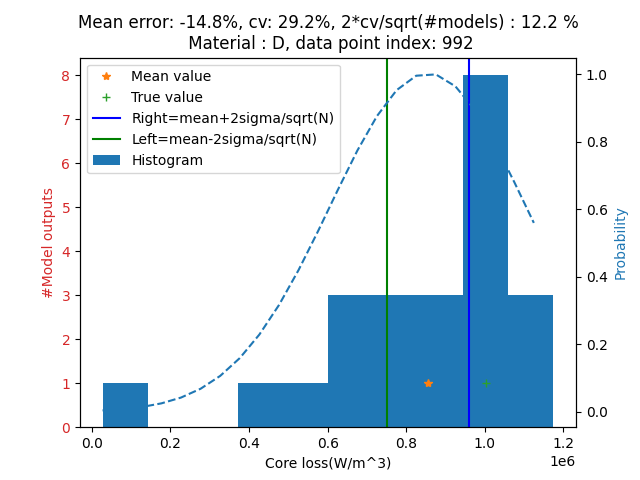 Mean error: -14.8%, cv: 29.2%, 2*cv/sqrt(#models) : 12.2 %
Material : D, data point index: 992
Mean value
True value
Right=mean+2sigma/sqrt(N)
Left=mean-2sigma/sqrt(N)
Histogram
8
7
6
5
4
3
2
1
0
#Model outputs
1.0
0.8
0.6
0.4
0.2
0.0
Probability
0.0 0.2 0.4 0.6 0.8 1.0 1.2
1e6
Core loss(W/m^3)